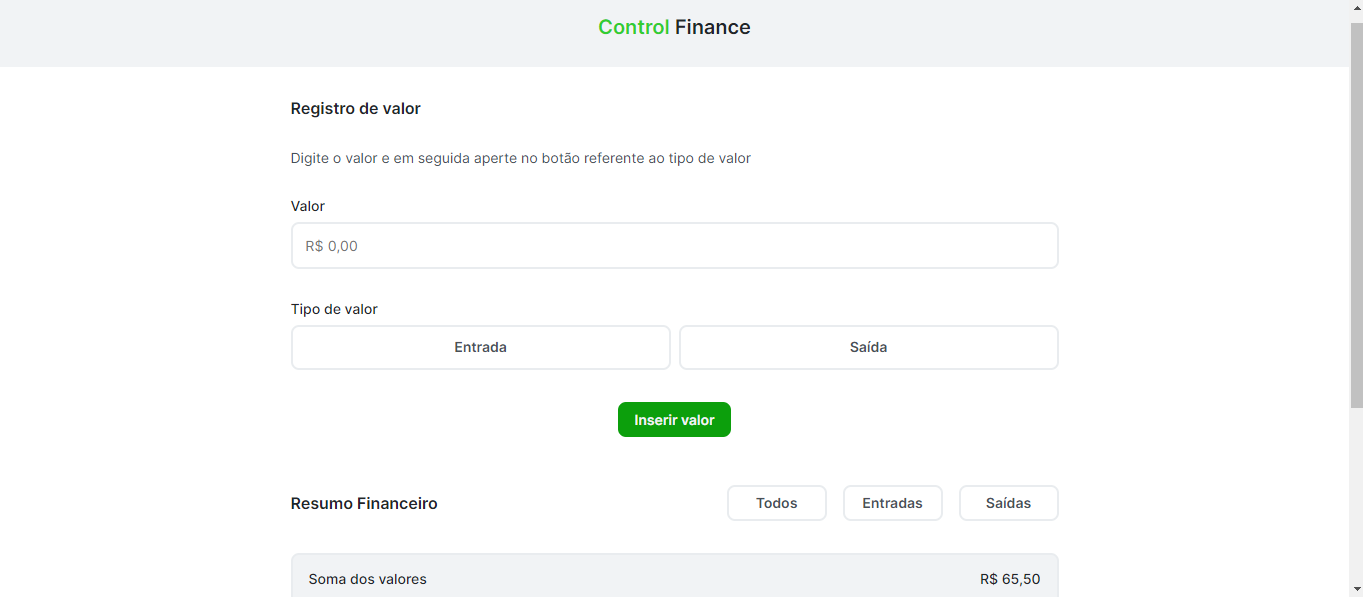 Control Finance
Registro de valor
Digite o valor e em seguida aperte no botão referente ao tipo de valor
Valor
R$ 0,00
Tipo de valor
Entrada Saída
Inserir valor
Resumo Financeiro Todos Entradas Saídas
Soma dos valores R$ 65,50